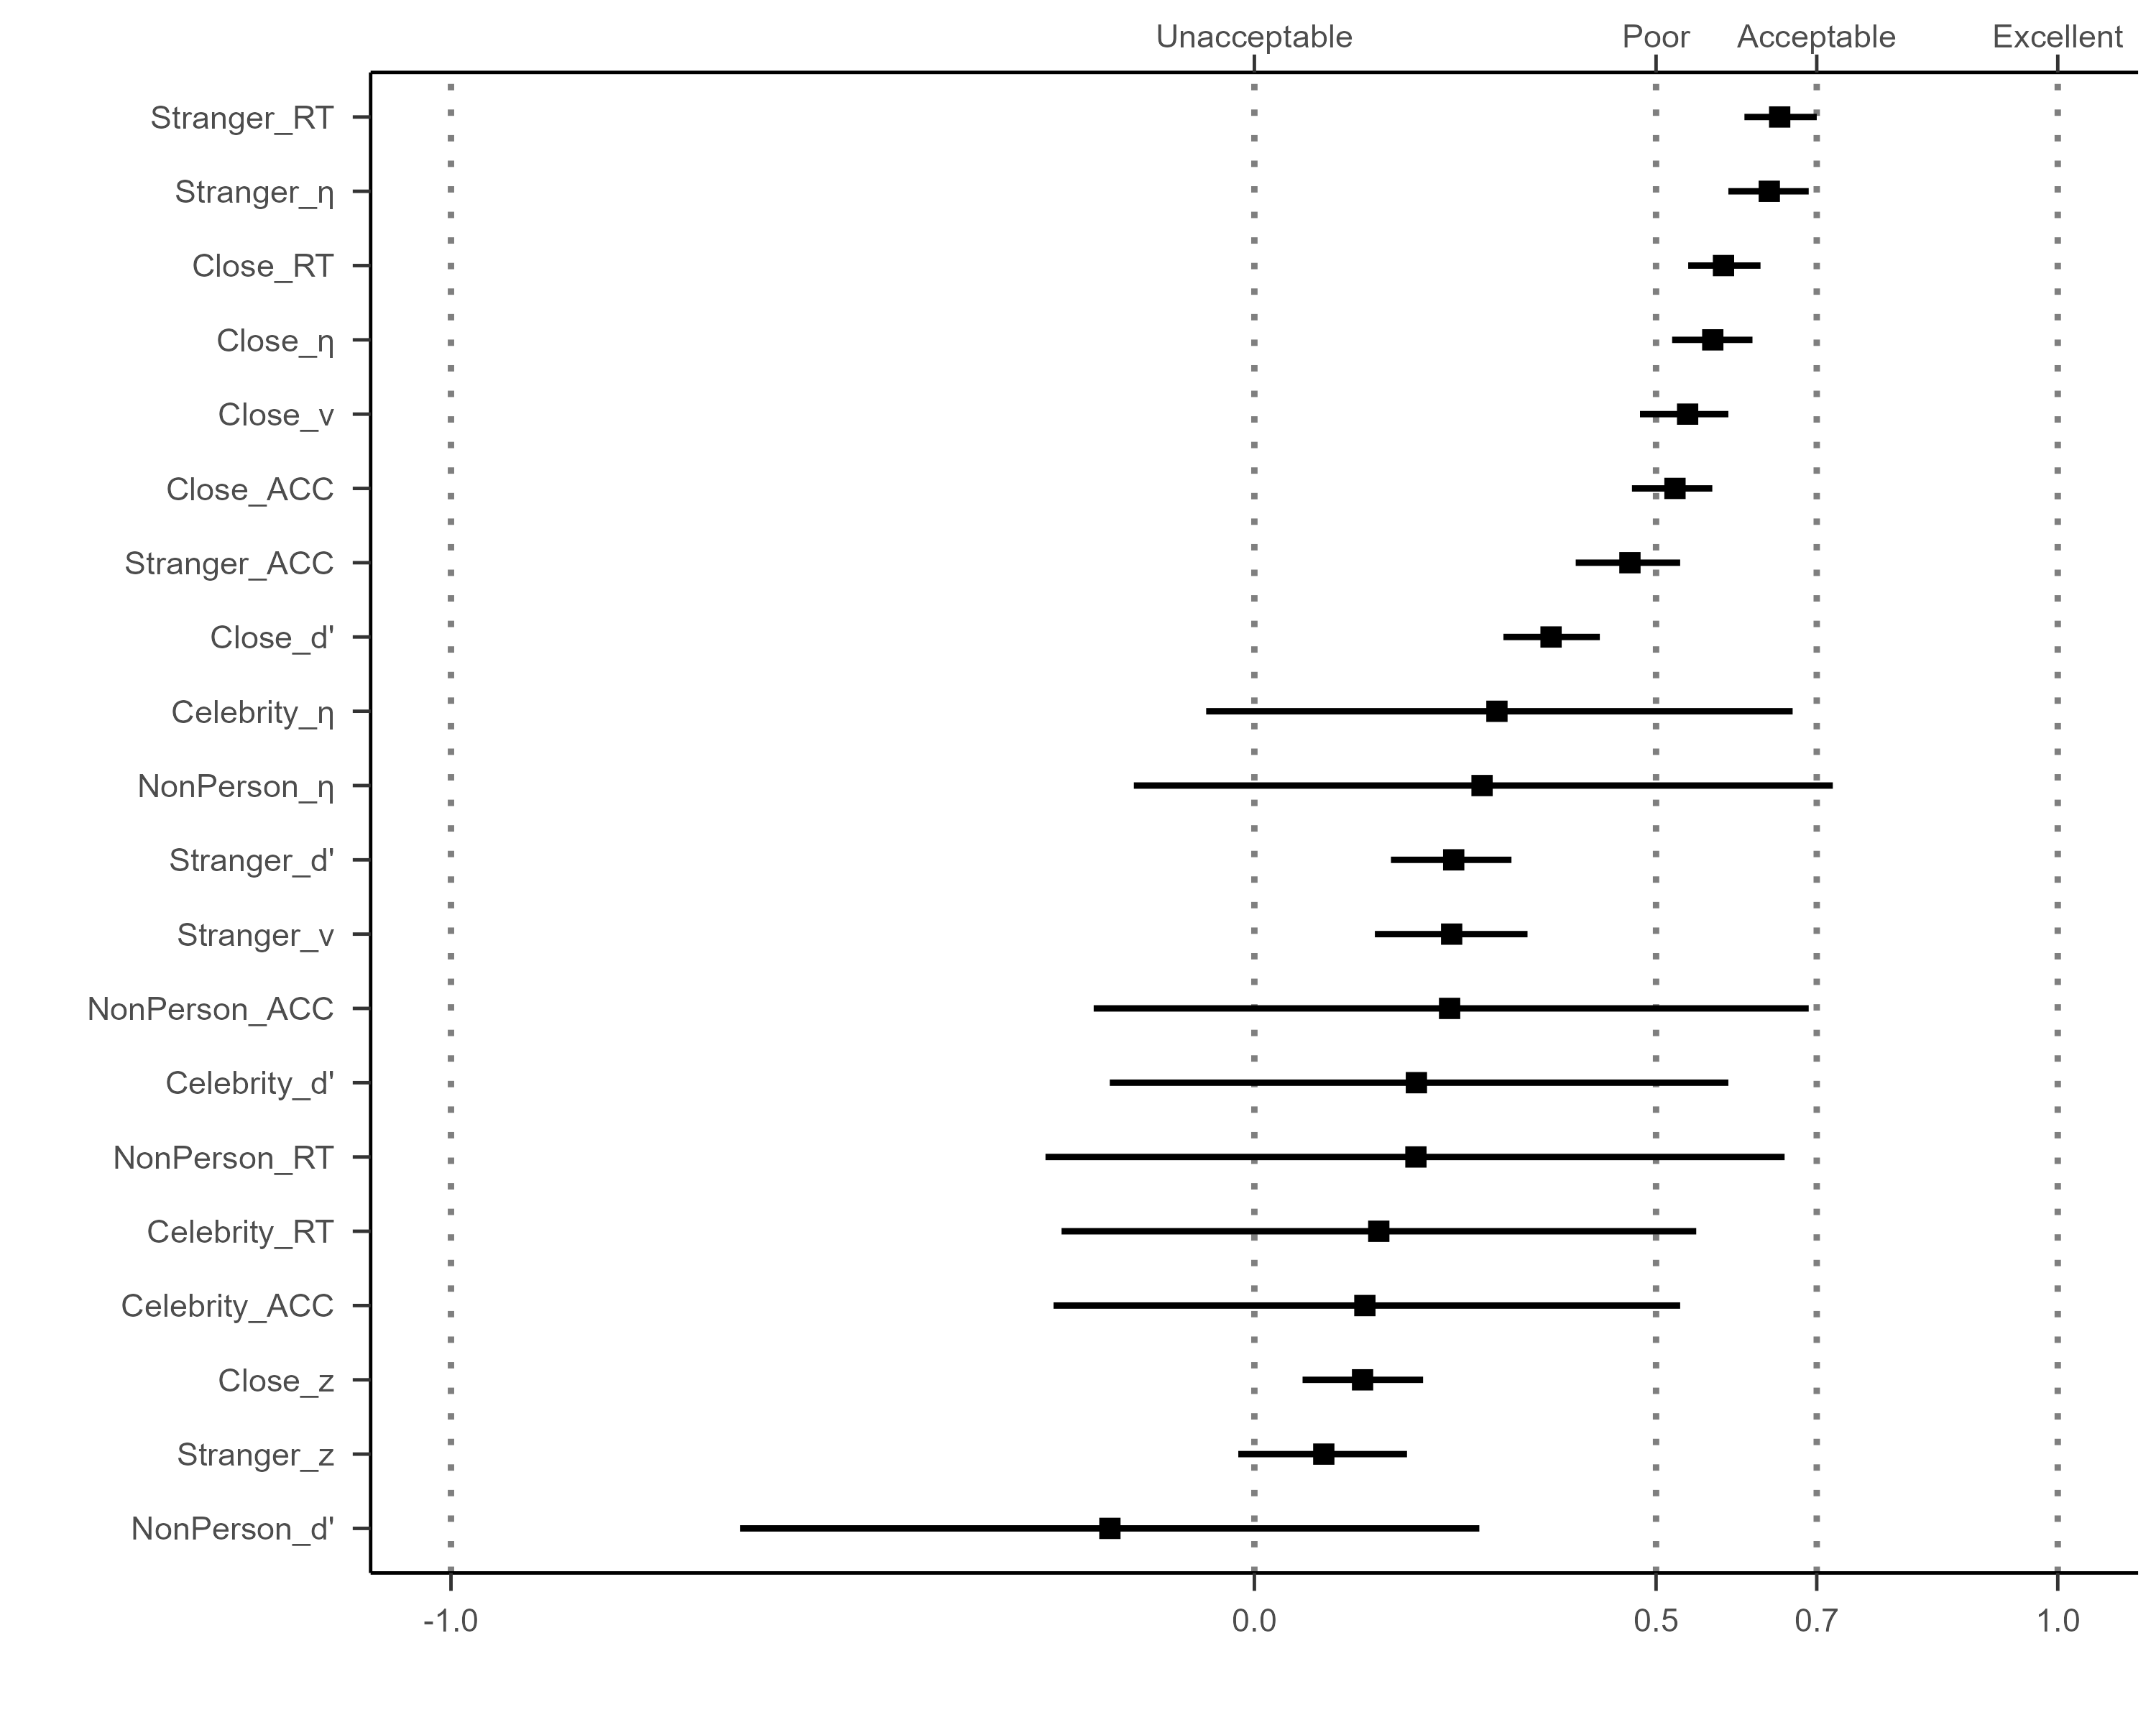 Unacceptable Poor Acceptable Excellent
Stranger_RT
Stranger_η
Close_RT
Close_η
Close_v
Close_ACC
Stranger_ACC
Close_d'
Celebrity_η
NonPerson_η
Stranger_d'
Stranger_v
NonPerson_ACC
Celebrity_d'
NonPerson_RT
Celebrity_RT
Celebrity_ACC
Close_z
Stranger_z
NonPerson_d'
-1.0 0.0 0.5 0.7 1.0